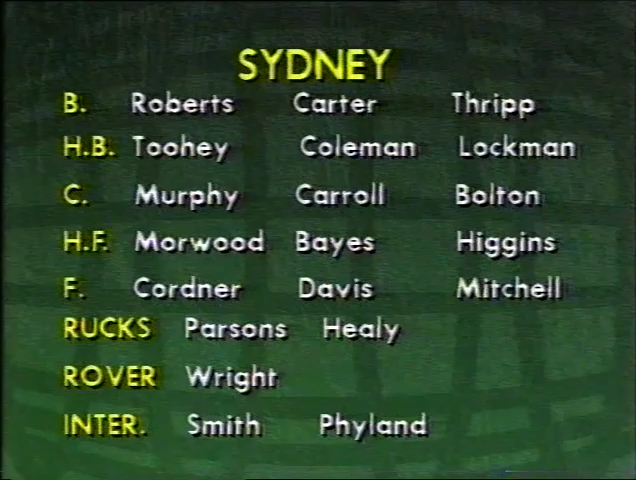 SYDNEY
B. Roberts Carter Thripp
H.B. Toohey Coleman Lockman
C. Murphy Carroll Bolton
H.F. Morwood Bayes Higgins
F. Cordner Davis Mitchell
RUCKS Parsons Healy
ROVER Wright
INTER. Smith Phyland